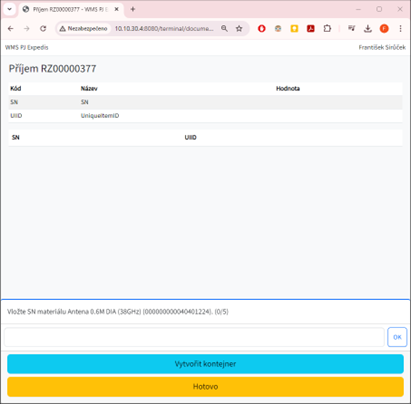 Příjem RZ00000377 - WMS PJ E
Nezabezpečeno 10.10.30.4:8080/terminal/docume...
WMS PJ Expedis František Sirůček
Příjem RZ00000377
Kód Název Hodnota
SN SN
UIID UniqueItemID
SN UIID
Vložte SN materiálu Antena 0.6M DIA (38GHz) [000000000040401224]. (0/5)
OK
Vytvořit kontejner
Hotovo